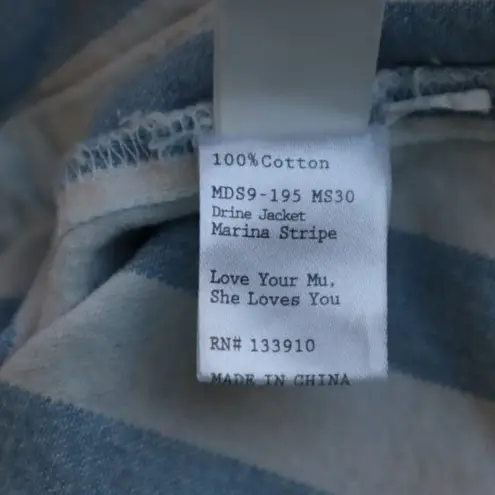 100%Cotton
MDS9-195 MS30
Drine Jacket
Marina Stripe
Love Your Mu,
She Loves You
RN# 133910
MADE IN CHINA